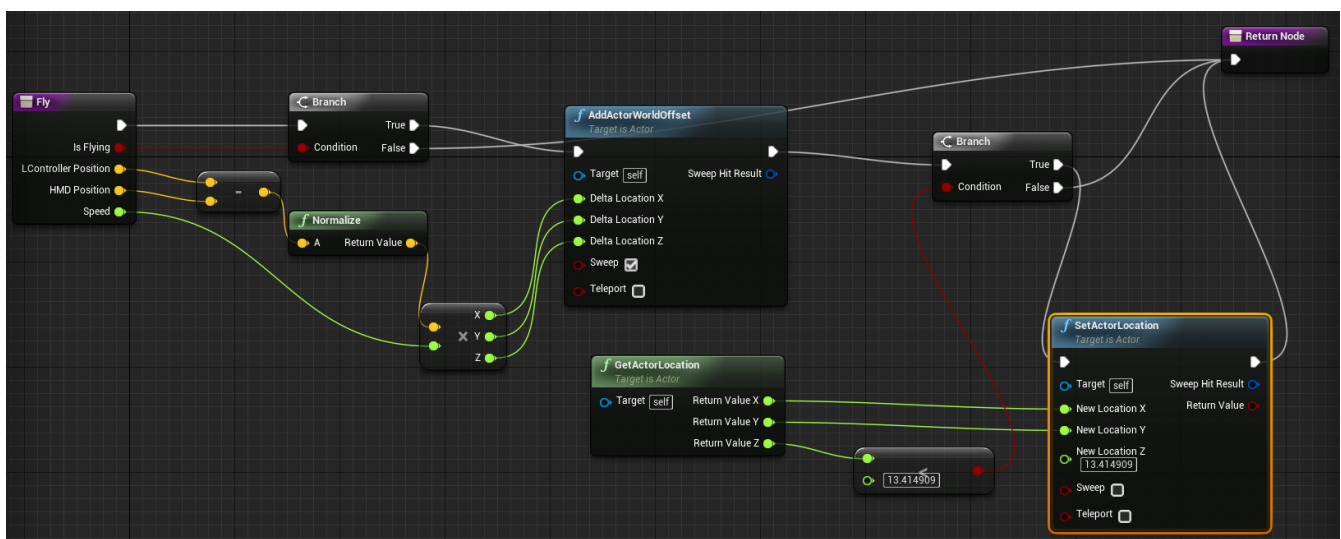 Return Node
Fly
Is Flying
LController Position
HMD Position
Speed
Branch
True
Condition
False
-
Normalize
A
Return Value
×
X
Y
Z
AddActorWorldOffset
Target is Actor
Target self
Sweep Hit Result
Delta Location X
Delta Location Y
Delta Location Z
Sweep
Teleport
Branch
True
Condition
False
GetActorLocation
Target is Actor
Target self
Return Value X
Return Value Y
Return Value Z
<
13.414909
SetActorLocation
Target is Actor
Target self
Sweep Hit Result
New Location X
Return Value
New Location Y
New Location Z
13.414909
Sweep
Teleport